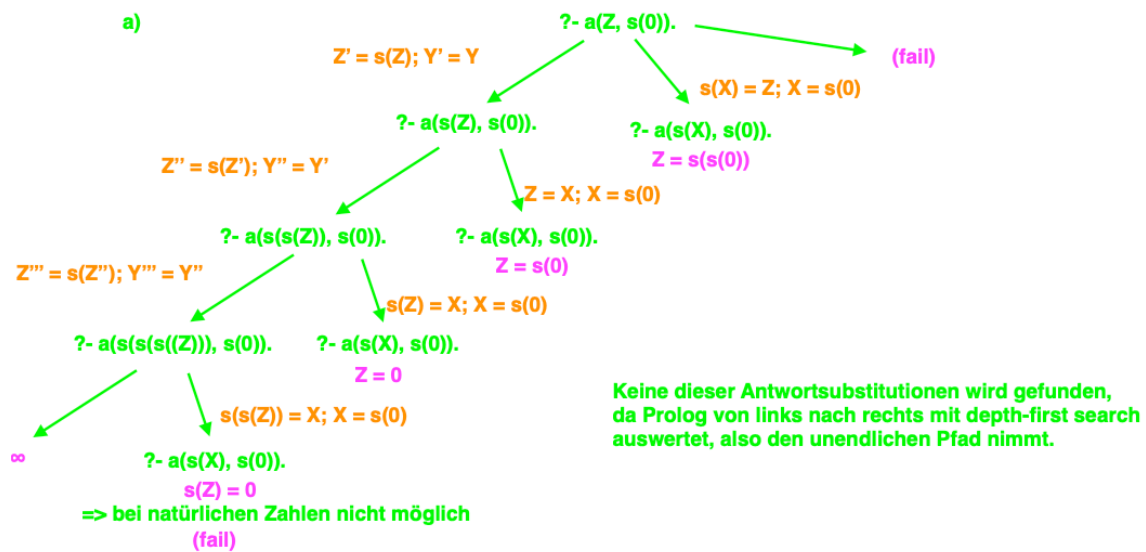 a)
?- a(Z, s(0)).
Z' = s(Z); Y' = Y
(fail)
s(X) = Z; X = s(0)
?- a(s(Z), s(0)).
?- a(s(X), s(0)).
Z = s(s(0))
Z'' = s(Z'); Y'' = Y'
Z = X; X = s(0)
?- a(s(s(Z)), s(0)).
?- a(s(X), s(0)).
Z = s(0)
Z''' = s(Z''); Y''' = Y''
s(Z) = X; X = s(0)
?- a(s(s(s((Z))), s(0)).
?- a(s(X), s(0)).
Z = 0
s(s(Z)) = X; X = s(0)
Keine dieser Antwortsubstitutionen wird gefunden,
da Prolog von links nach rechts mit depth-first search
auswertet, also den unendlichen Pfad nimmt.
∞
?- a(s(X), s(0)).
s(Z) = 0
=> bei natürlichen Zahlen nicht möglich
(fail)